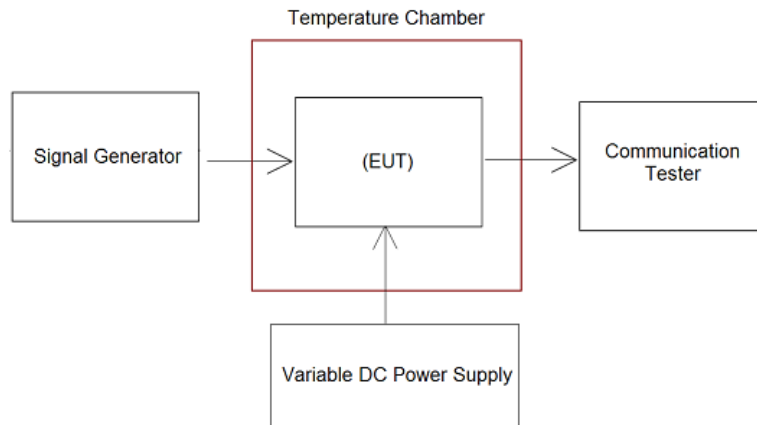 Temperature Chamber
Signal Generator
(EUT)
Communication
Tester
Variable DC Power Supply